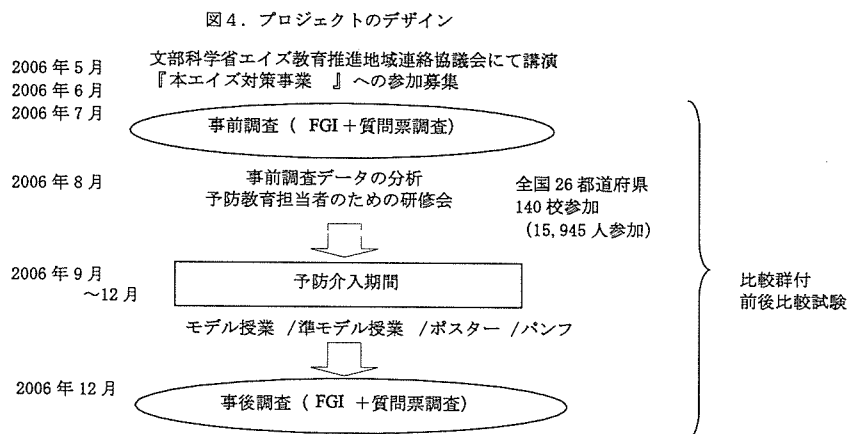 図4．プロジェクトのデザイン
2006年5月
文部科学省エイズ教育推進地域連絡協議会にて講演
2006年6月
『本エイズ対策事業　』への参加募集
2006年7月
事前調査（ FGI＋質問票調査）
2006年8月
事前調査データの分析
予防教育担当者のための研修会
全国26都道府県
140校参加
（15,945人参加）
2006年9月
～12月
予防介入期間
比較群付
前後比較試験
モデル授業 /準モデル授業 /ポスター /パンフ
2006年12月
事後調査（ FGI ＋質問票調査）